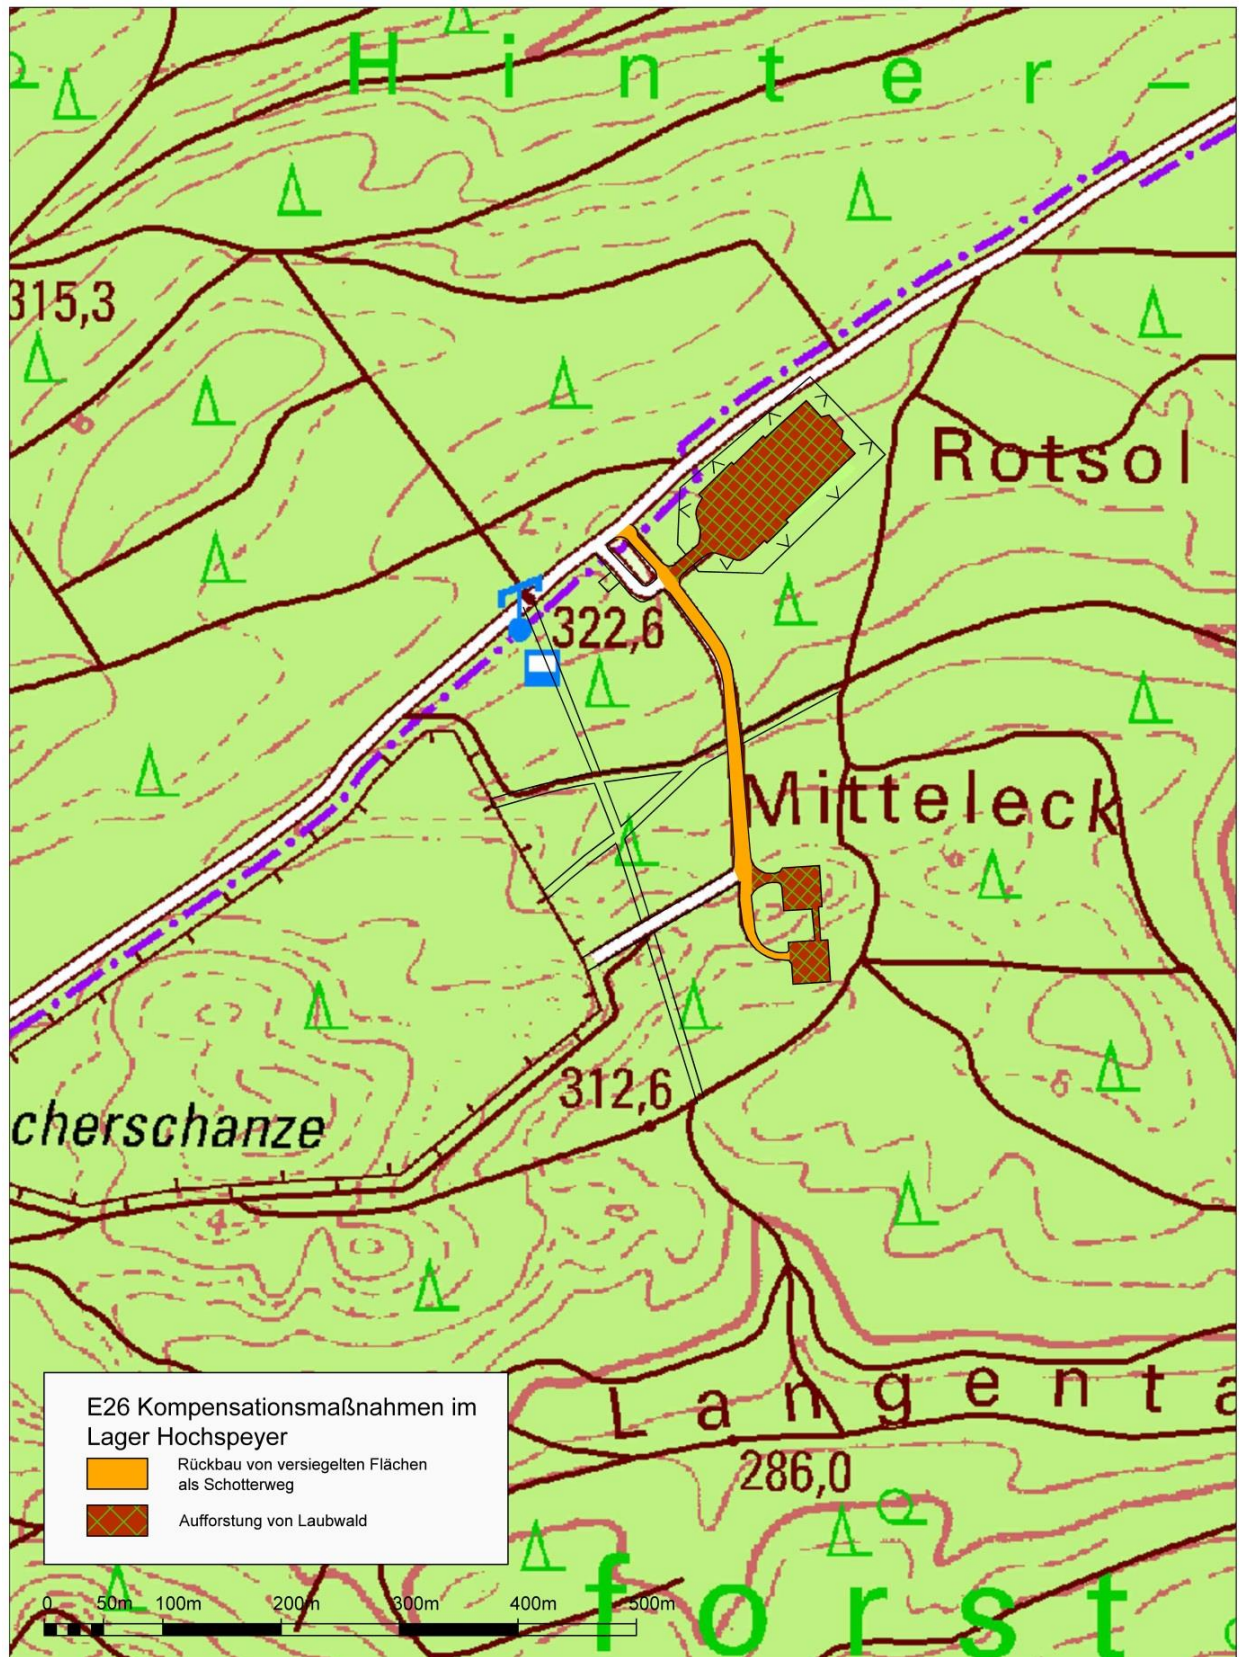 Hinter-
315,3
Rotsol
322,6
Mitteleck
312,6
cherschanze
Langenta
286,0
forst
E26 Kompensationsmaßnahmen im
Lager Hochspeyer
Rückbau von versiegelten Flächen
als Schotterweg
Aufforstung von Laubwald
0 50m 100m 200m 300m 400m 500m